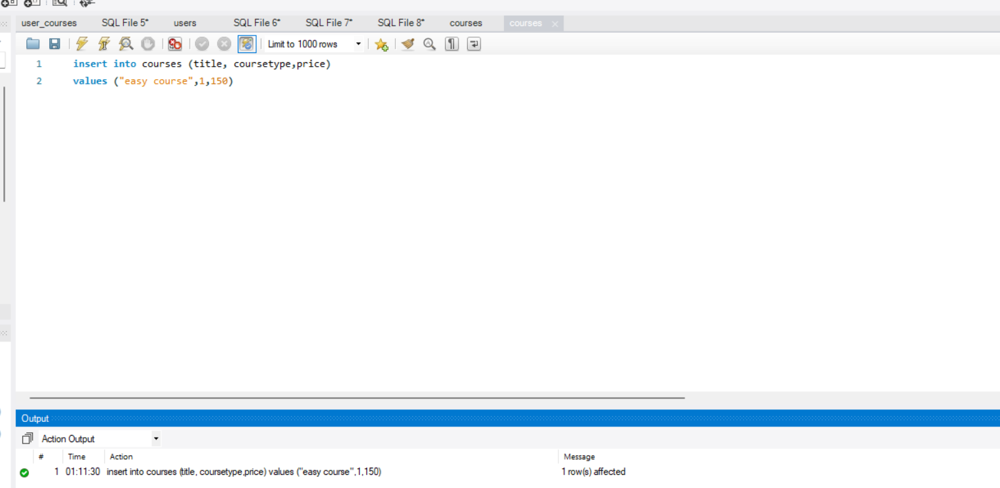 user_courses SQL File 5* users SQL File 6* SQL File 7* SQL File 8* courses courses
Limit to 1000 rows
1 insert into courses (title, coursetype,price)
2 values ("easy course",1,150)
Output
Action Output
# Time Action Message
1 01:11:30 insert into courses (title, coursetype,price) values ("easy course",1,150) 1 row(s) affected